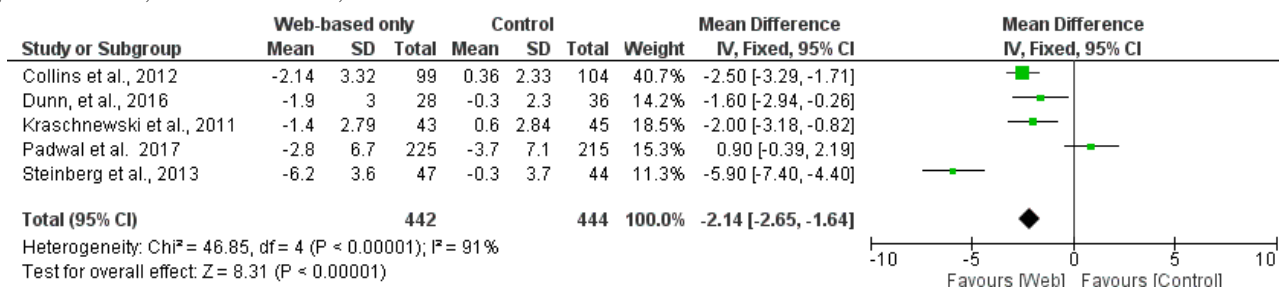 Web-based only Control Mean Difference Mean Difference
Study or Subgroup Mean SD Total Mean SD Total Weight IV, Fixed, 95% CI IV, Fixed, 95% CI
Collins et al., 2012 -2.14 3.32 99 0.36 2.33 104 40.7% -2.50 [-3.29, -1.71]
Dunn, et al., 2016 -1.9 3 28 -0.3 2.3 36 14.2% -1.60 [-2.94, -0.26]
Kraschnewski et al., 2011 -1.4 2.79 43 0.6 2.84 45 18.5% -2.00 [-3.18, -0.82]
Padwal et al. 2017 -2.8 6.7 225 -3.7 7.1 215 15.3% 0.90 [-0.39, 2.19]
Steinberg et al., 2013 -6.2 3.6 47 -0.3 3.7 44 11.3% -5.90 [-7.40, -4.40]
Total (95% CI) 442 444 100.0% -2.14 [-2.65, -1.64]
Heterogeneity: Chi² = 46.85, df = 4 (P < 0.00001); I² = 91%
Test for overall effect: Z = 8.31 (P < 0.00001)
-10 -5 0 5 10
Favours [Web] Favours [Control]